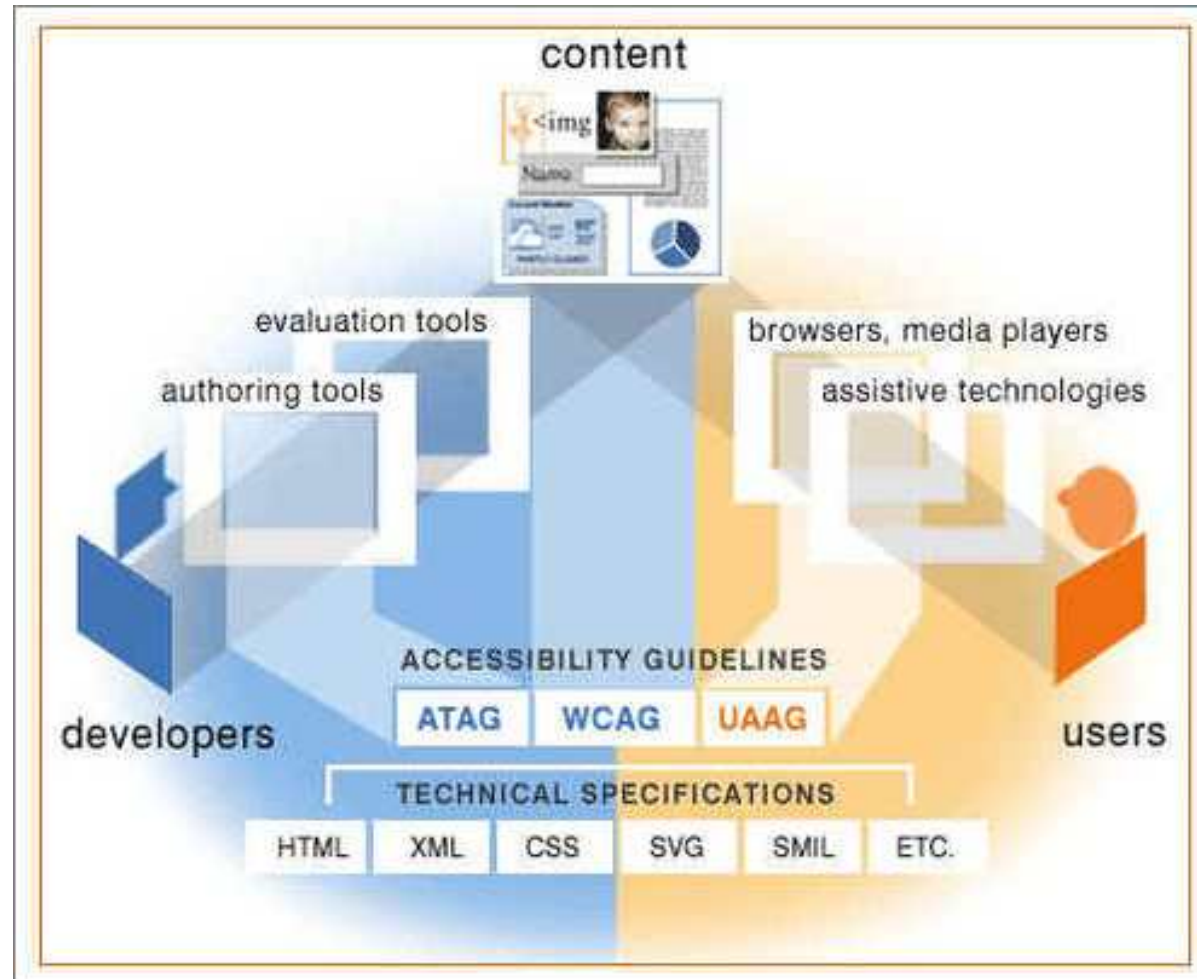 content
<img
Name
evaluation tools
authoring tools
browsers, media players
assistive technologies
developers
users
ACCESSIBILITY GUIDELINES
ATAG WCAG UAAG
TECHNICAL SPECIFICATIONS
HTML XML CSS SVG SMIL ETC.